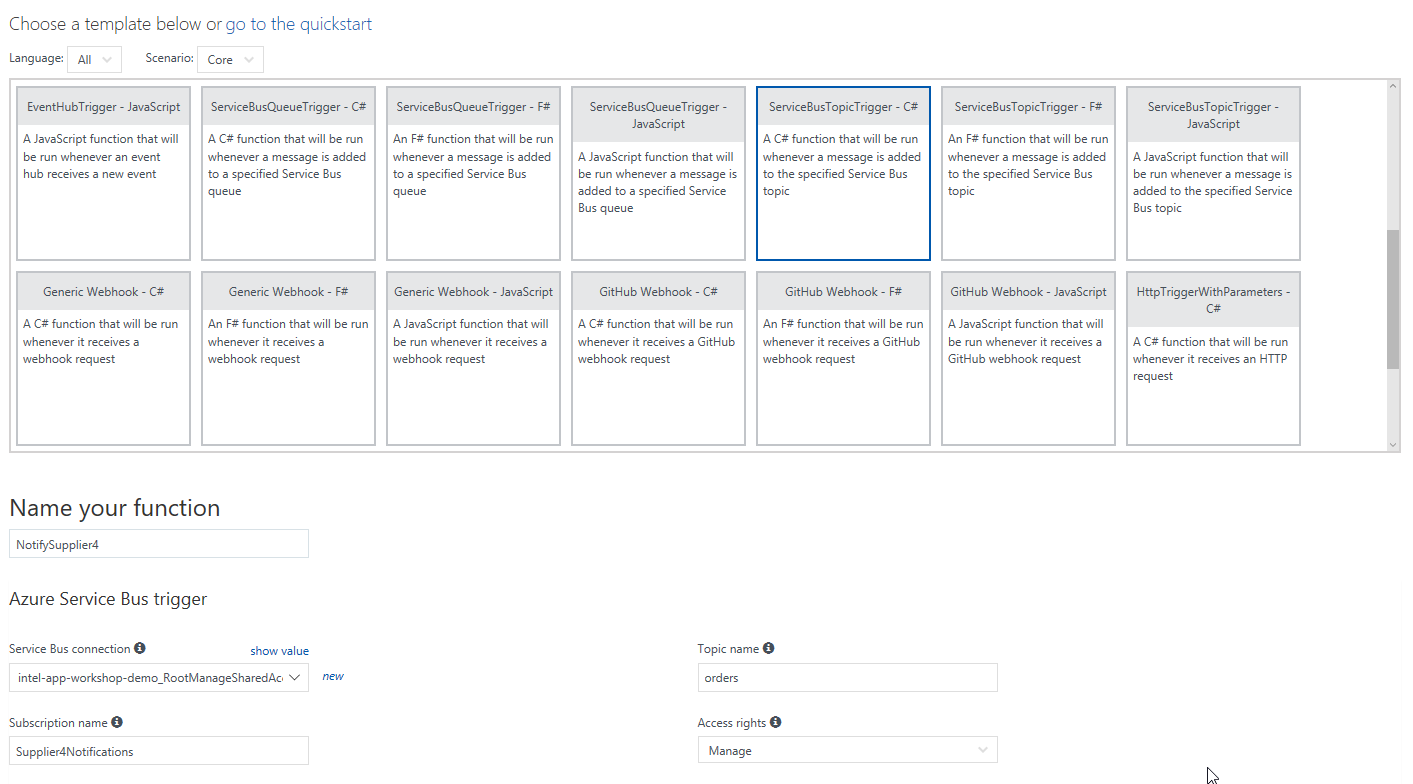 Choose a template below or go to the quickstart
Language: All Scenario: Core
EventHubTrigger - JavaScript
A JavaScript function that will
be run whenever an event
hub receives a new event
ServiceBusQueueTrigger - C#
A C# function that will be run
whenever a message is added
to a specified Service Bus
queue
ServiceBusQueueTrigger - F#
An F# function that will be run
whenever a message is added
to a specified Service Bus
queue
ServiceBusQueueTrigger -
JavaScript
A JavaScript function that will
be run whenever a message is
added to a specified Service
Bus queue
ServiceBusTopicTrigger - C#
A C# function that will be run
whenever a message is added
to the specified Service Bus
topic
ServiceBusTopicTrigger - F#
An F# function that will be run
whenever a message is added
to the specified Service Bus
topic
ServiceBusTopicTrigger -
JavaScript
A JavaScript function that will
be run whenever a message is
added to the specified Service
Bus topic
Generic Webhook - C#
A C# function that will be run
whenever it receives a
webhook request
Generic Webhook - F#
An F# function that will be run
whenever it receives a
webhook request
Generic Webhook - JavaScript
A JavaScript function that will
be run whenever it receives a
webhook request
GitHub Webhook - C#
A C# function that will be run
whenever it receives a GitHub
webhook request
GitHub Webhook - F#
An F# function that will be run
whenever it receives a GitHub
webhook request
GitHub Webhook - JavaScript
A JavaScript function that will
be run whenever it receives a
GitHub webhook request
HttpTriggerWithParameters -
C#
A C# function that will be run
whenever it receives an HTTP
request
Name your function
NotifySupplier4
Azure Service Bus trigger
Service Bus connection show value
intel-app-workshop-demo_RootManageSharedAc new
Topic name
orders
Subscription name
Supplier4Notifications
Access rights
Manage